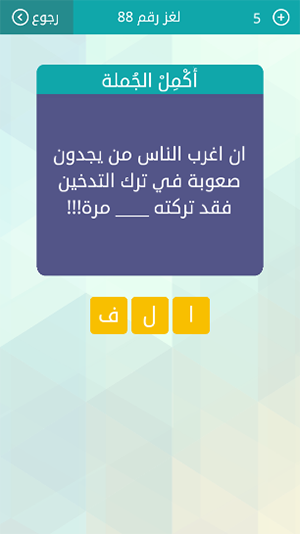 رجوع لغز رقم 88 5
أكْمِلْ الجُملة
ان اغرب الناس من يجدون
صعوبة في ترك التدخين
فقد تركته ____ مرة!!!
ا ل ف